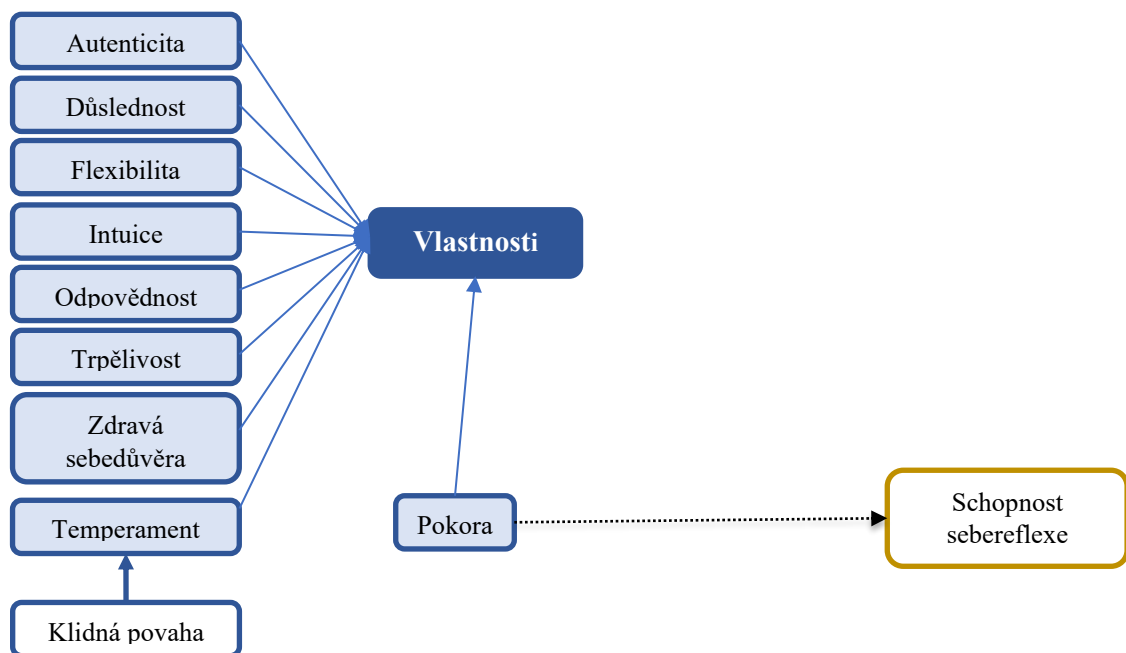 Autenticita
Důslednost
Flexibilita
Intuice
Odpovědnost
Trpělivost
Zdravá
sebedůvěra
Temperament
Klidná povaha
Vlastnosti
Pokora
Schopnost
sebereflexe